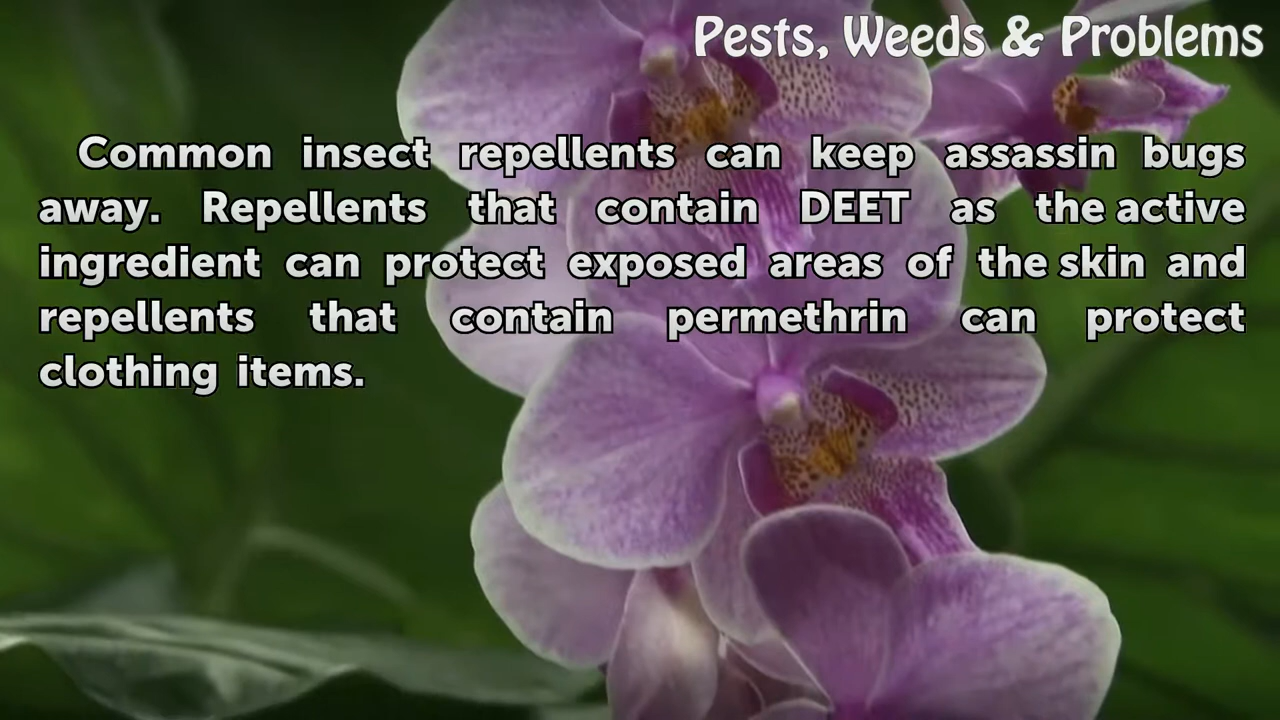 Pests, Weeds & Problems
Common insect repellents can keep assassin bugs
away. Repellents that contain DEET as the active
ingredient can protect exposed areas of the skin and
repellents that contain permethrin can protect
clothing items.